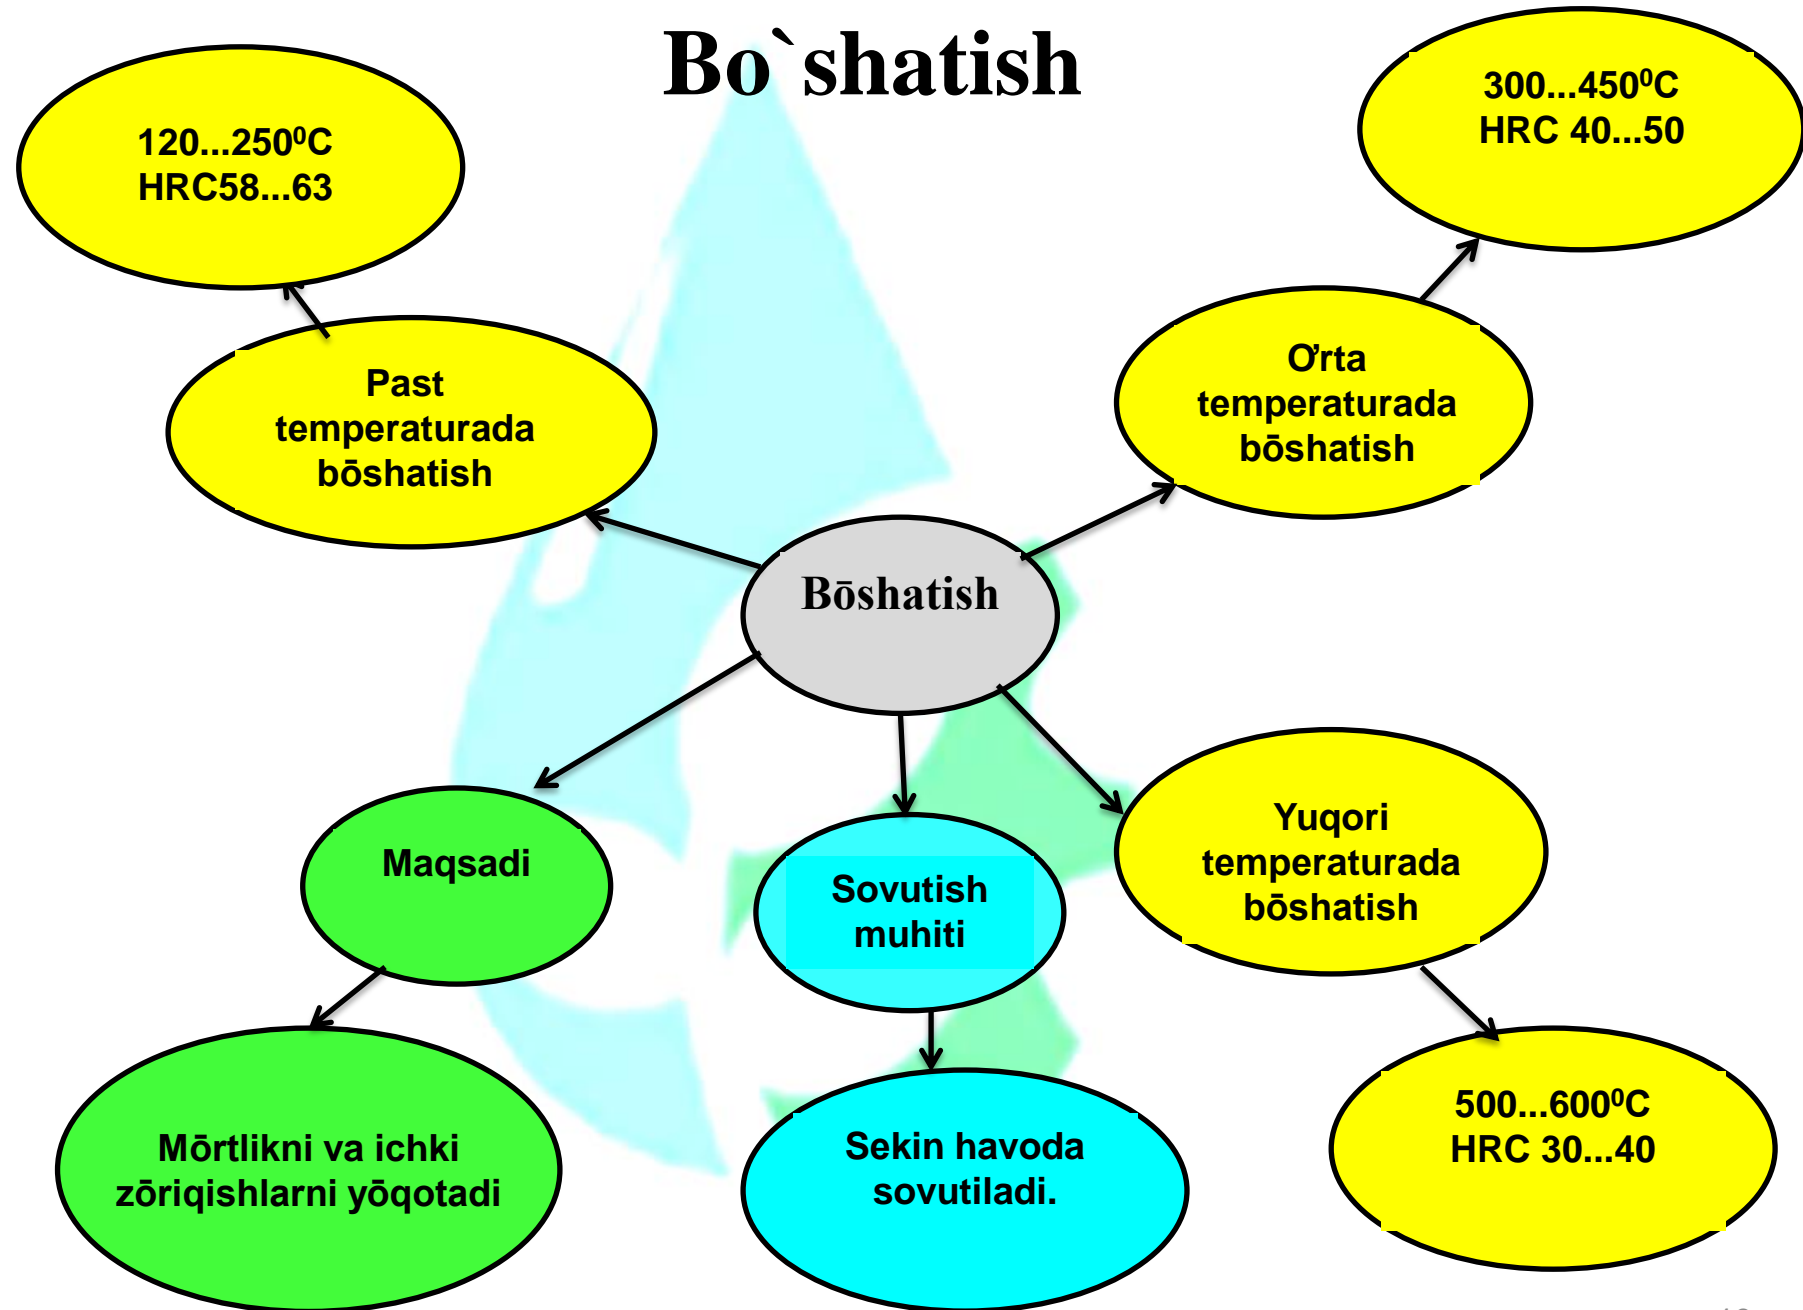 Bo`shatish
120...250⁰C
HRC58...63
300...450⁰C
HRC 40...50
Past
temperaturada
bōshatish
Ơrta
temperaturada
bōshatish
Bōshatish
Maqsadi
Sovutish
muhiti
Yuqori
temperaturada
bōshatish
Mōrtlikni va ichki
zōriqishlarni yōqotadi
Sekin havoda
sovutiladi.
500...600⁰C
HRC 30...40